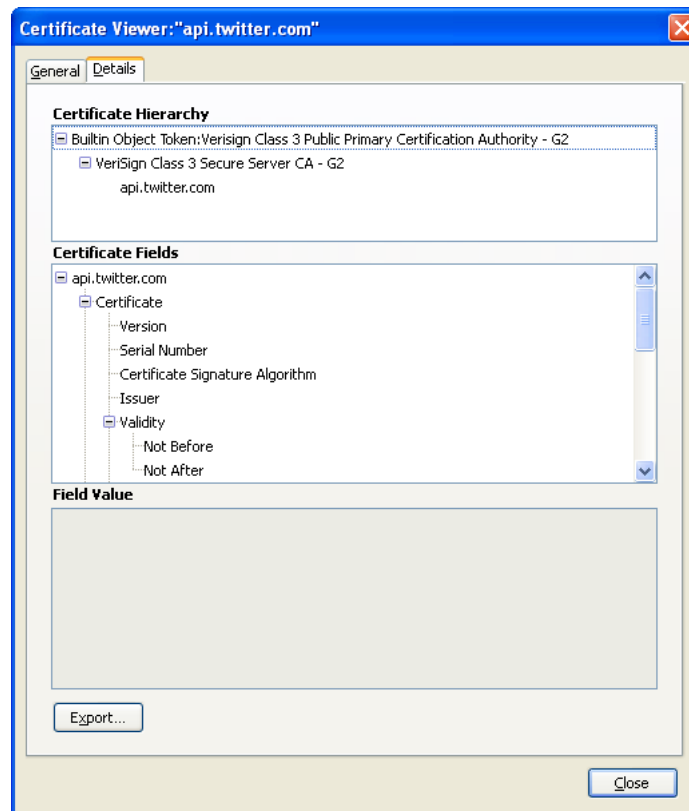 Certificate Viewer:"api.twitter.com"
General Details
Certificate Hierarchy
Builtin Object Token:Verisign Class 3 Public Primary Certification Authority - G2
VeriSign Class 3 Secure Server CA - G2
api.twitter.com
Certificate Fields
api.twitter.com
Certificate
Version
Serial Number
Certificate Signature Algorithm
Issuer
Validity
Not Before
Not After
Field Value
Export...
Close